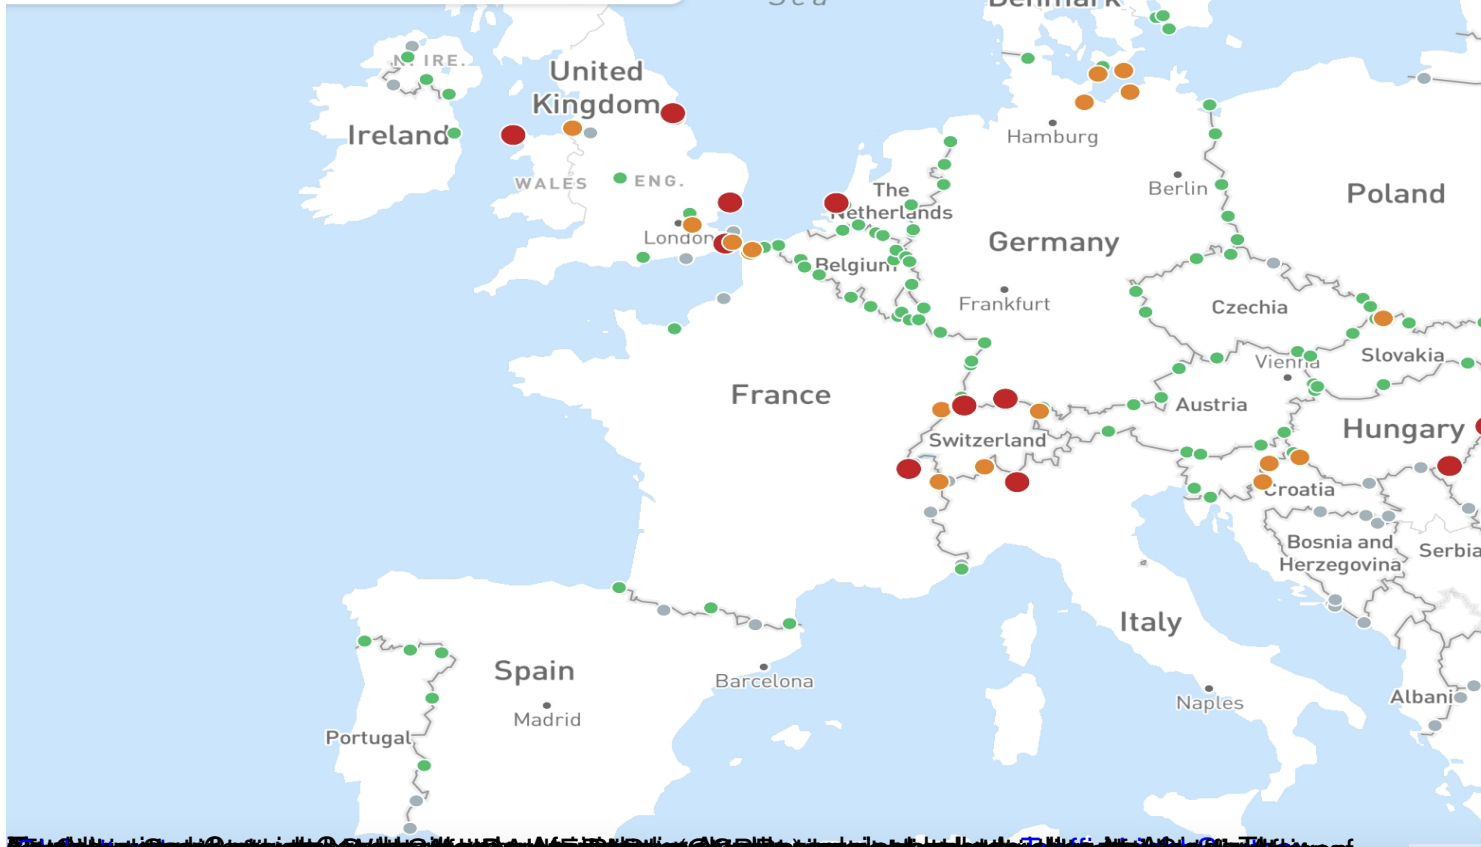 Sea
Denmark
N. IRE.
United
Kingdom
Ireland
Hamburg
WALES
ENG.
The
Netherlands
Berlin
Poland
London
Germany
Belgium
Frankfurt
Czechia
Vienna
Slovakia
France
Austria
Switzerland
Hungary
Croatia
Bosnia and
Herzegovina
Serbia
Italy
Spain
Barcelona
Madrid
Naples
Albani
Portugal